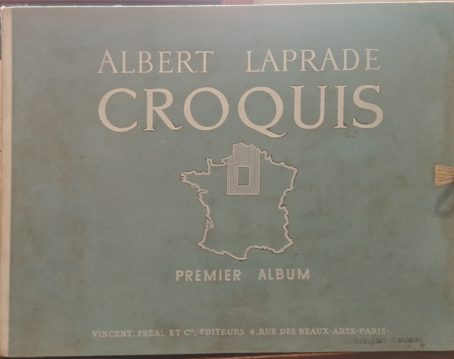 ALBERT LAPRADE
CROQUIS
PREMIER ALBUM
VINCENT, FRÉAL ET Cie, ÉDITEURS. 4, RUE DES BEAUX-ARTS-PARIS